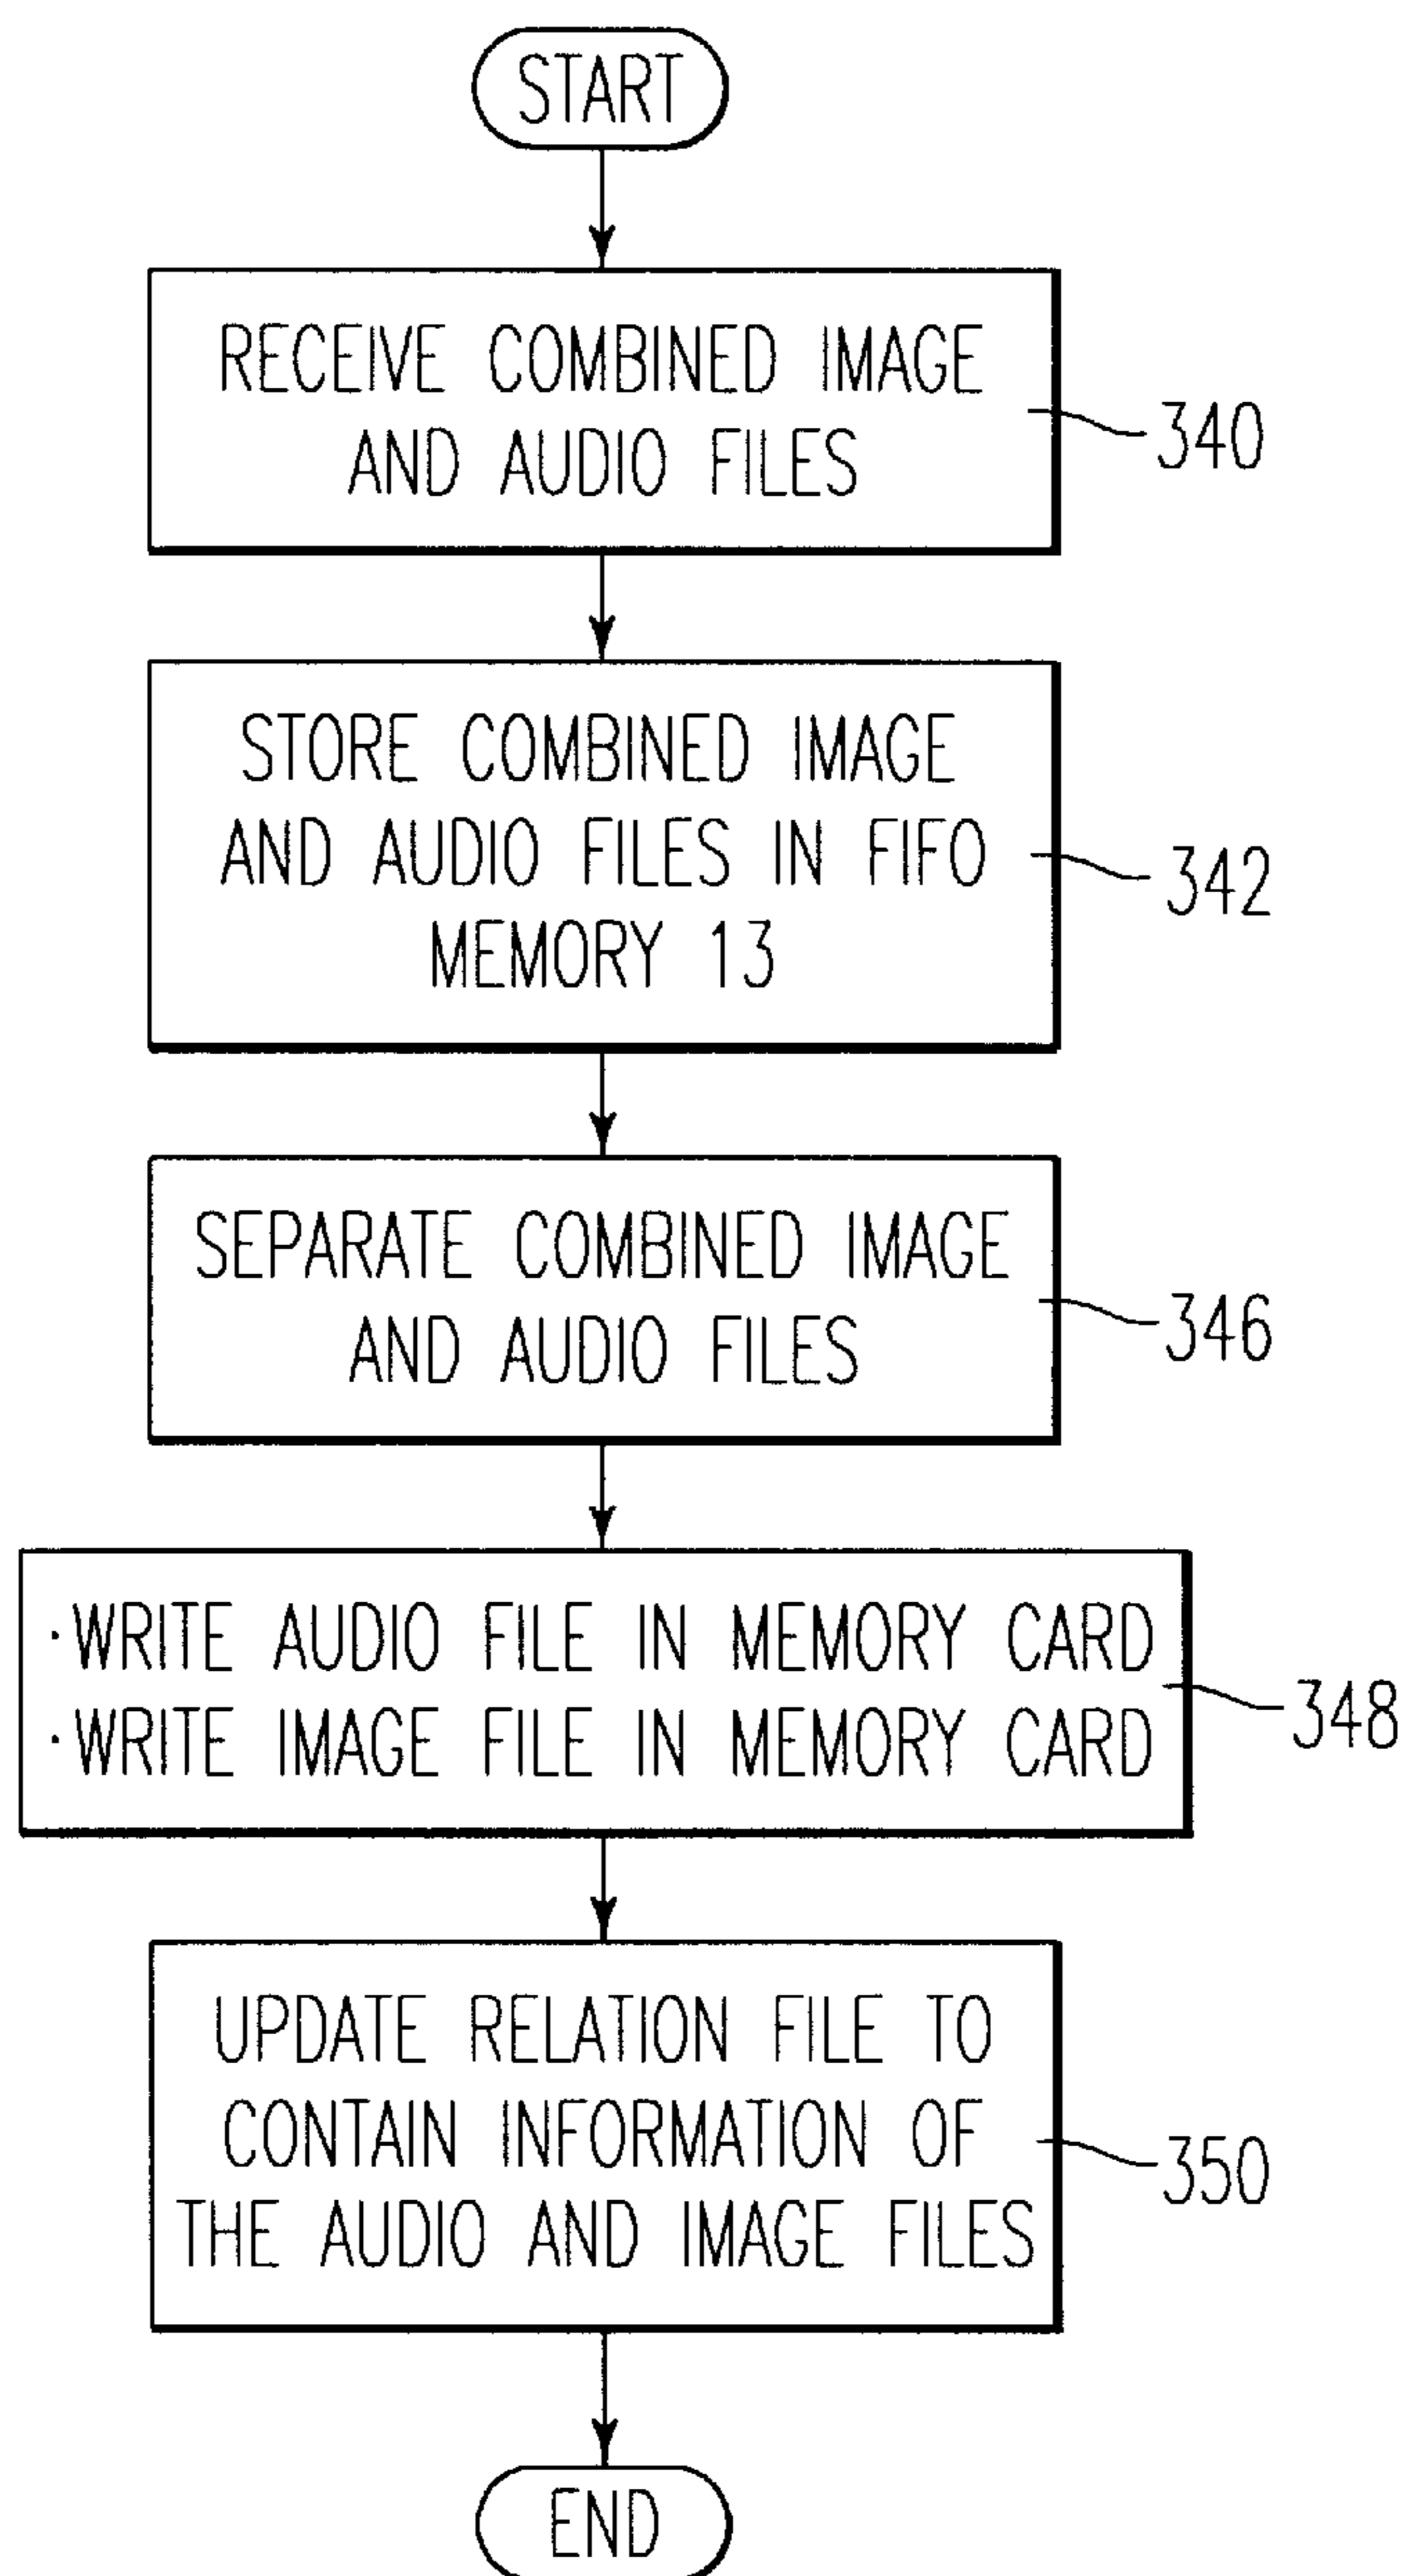 START
RECEIVE COMBINED IMAGE
AND AUDIO FILES
340
STORE COMBINED IMAGE
AND AUDIO FILES IN FIFO
MEMORY 13
342
SEPARATE COMBINED IMAGE
AND AUDIO FILES
346
·WRITE AUDIO FILE IN MEMORY CARD
·WRITE IMAGE FILE IN MEMORY CARD
348
UPDATE RELATION FILE TO
CONTAIN INFORMATION OF
THE AUDIO AND IMAGE FILES
350
END